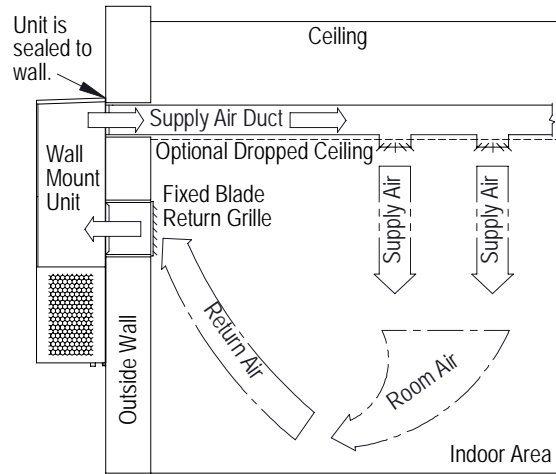 Unit is
sealed to
wall.
Ceiling
Supply Air Duct
Optional Dropped Ceiling
Wall
Mount
Unit
Fixed Blade
Return Grille
Supply Air
Supply Air
Return Air
Room Air
Outside Wall
Indoor Area